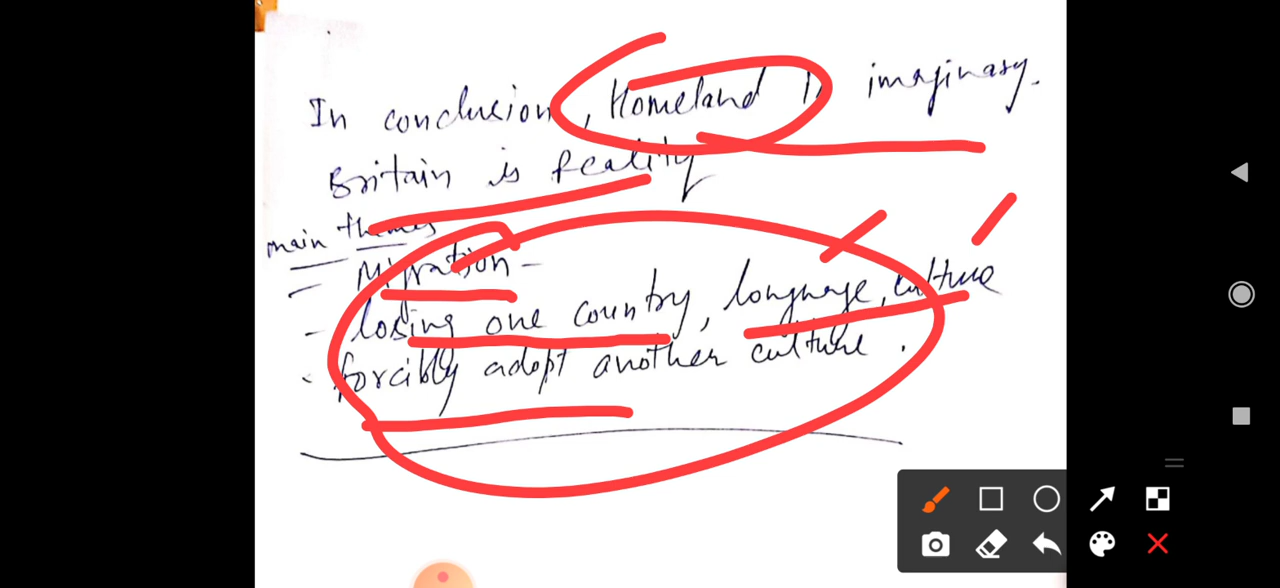 In conclusion, Homeland is imaginary.
Britain is Reality
main themes
- Migration -
- losing one country, language, culture
- forcibly adopt another culture.